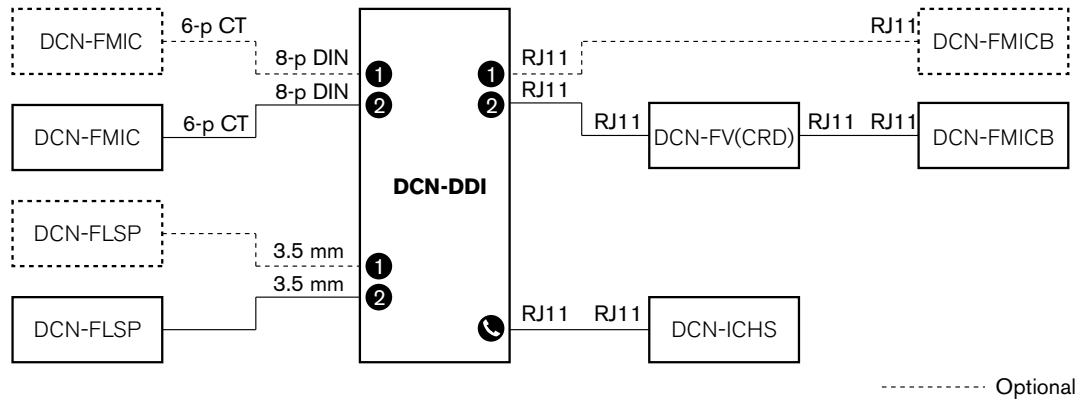 DCN-FMIC 6-p CT
8-p DIN
1
8-p DIN
2
DCN-FMIC 6-p CT
DCN-DDI
DCN-FLSP
3.5 mm
1
3.5 mm
2
DCN-FLSP
1
RJ11
RJ11
DCN-FMICB
2
RJ11
RJ11
DCN-FV(CRD)
RJ11
RJ11
DCN-FMICB
RJ11
RJ11
DCN-ICHS
Optional